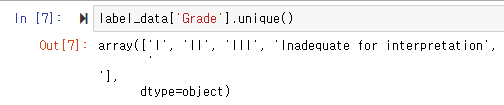 In [7]: label_data['Grade'].unique()
Out[7]: array(['I', 'II', 'III', 'Inadequate for interpretation',
'
'],
dtype=object)